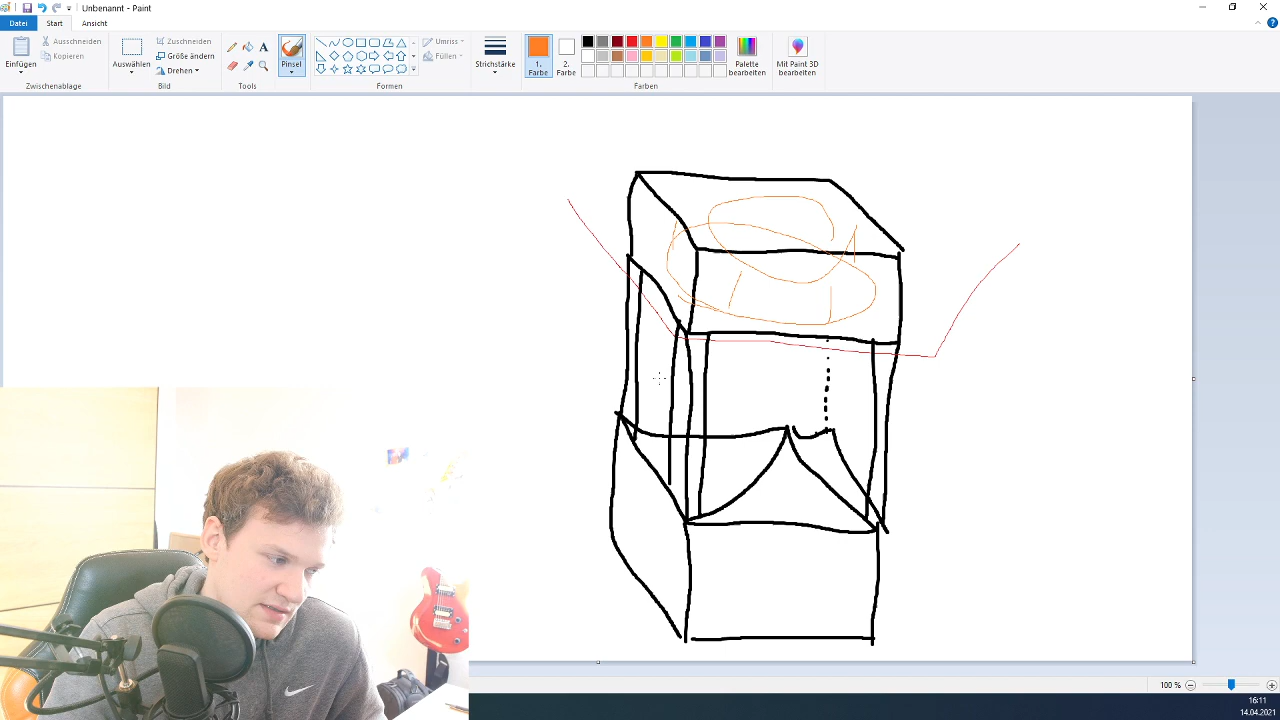 Unbenannt - Paint
Datei Start Ansicht
Einfügen
Ausschneiden
Kopieren
Zwischenablage
Auswählen
Zuschneiden
Größe ändern
Drehen
Bild
A
Tools
Pinsel
Umriss
Füllen
Formen
Strichstärke
1. Farbe
2. Farbe
Palette bearbeiten
Farben
Mit Paint 3D bearbeiten
100 %
16:11
14.04.2021